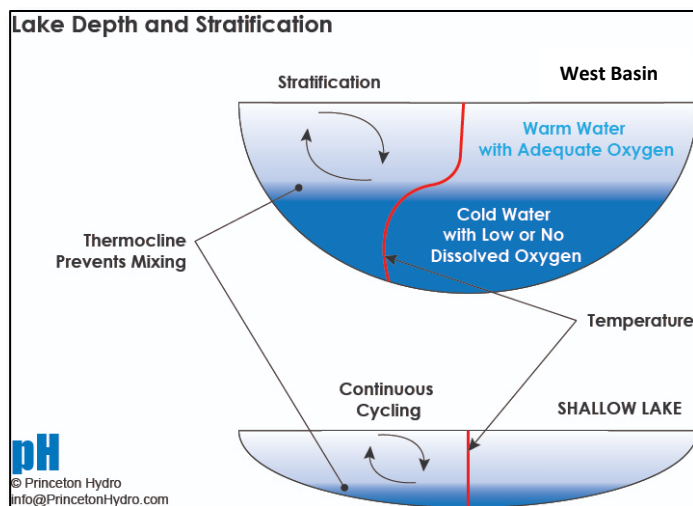 Lake Depth and Stratification
West Basin
Stratification
Warm Water
with Adequate Oxygen
Cold Water
with Low or No
Dissolved Oxygen
Thermocline
Prevents Mixing
Temperature
Continuous
Cycling
SHALLOW LAKE
pH
© Princeton Hydro
info@PrincetonHydro.com